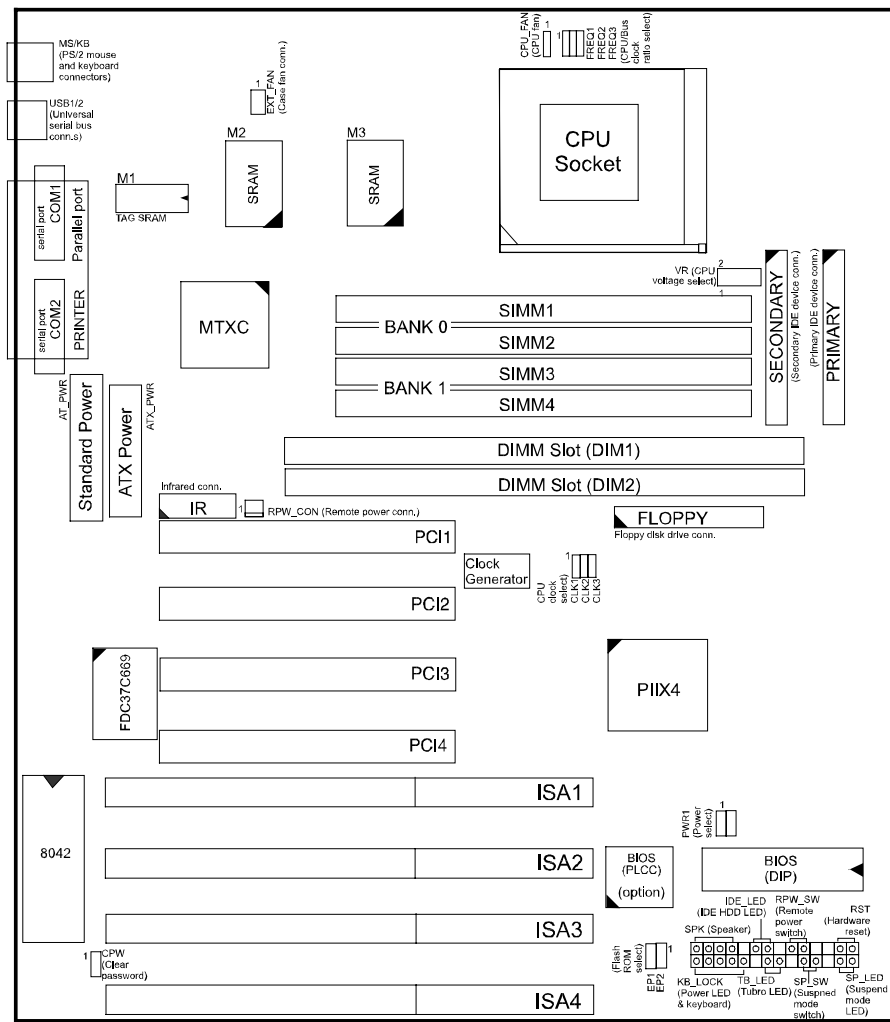 MS/KB
(PS/2 mouse
and keyboard
connectors)
USB1/2
(Universal
serial bus
conn.s)
1
EXT_FAN
(Case fan conn.)
CPU_FAN
(CPU fan)
1
1
FREQ1
FREQ2
FREQ3
(CPU/Bus
clock
ratio select)
CPU
Socket
M1
TAG SRAM
M2
SRAM
M3
SRAM
serial port
COM1
Parallel port
serial port
COM2
PRINTER
MTXC
VR (CPU
voltage select)
2
1
SECONDARY
(Secondary IDE device conn.)
PRIMARY
(Primary IDE device conn.)
SIMM1
BANK 0
SIMM2
SIMM3
BANK 1
SIMM4
AT_PWR
Standard Power
ATX Power
ATX_PWR
DIMM Slot (DIM1)
DIMM Slot (DIM2)
Infrared conn.
IR
1
RPW_CON (Remote power conn.)
FLOPPY
Floppy disk drive conn.
PCI1
Clock
Generator
CPU
clock
select)
1
CLK1
CLK2
CLK3
PCI2
FDC37C669
PCI3
PIIX4
PCI4
8042
ISA1
PWR1
(Power
select)
1
ISA2
BIOS
(PLCC)
(option)
BIOS
(DIP)
ISA3
IDE_LED
(IDE HDD LED)
RPW_SW
(Remote
power
switch)
RST
(Hardware
reset)
SPK (Speaker)
1
CPW
(Clear
password)
(Flash
ROM
select)
EP1
EP2
1
KB_LOCK
(Power LED
& keyboard)
TB_LED
(Tubro LED)
SP_SW
(Suspned
mode
switch)
SP_LED
(Suspend
mode
LED)
ISA4